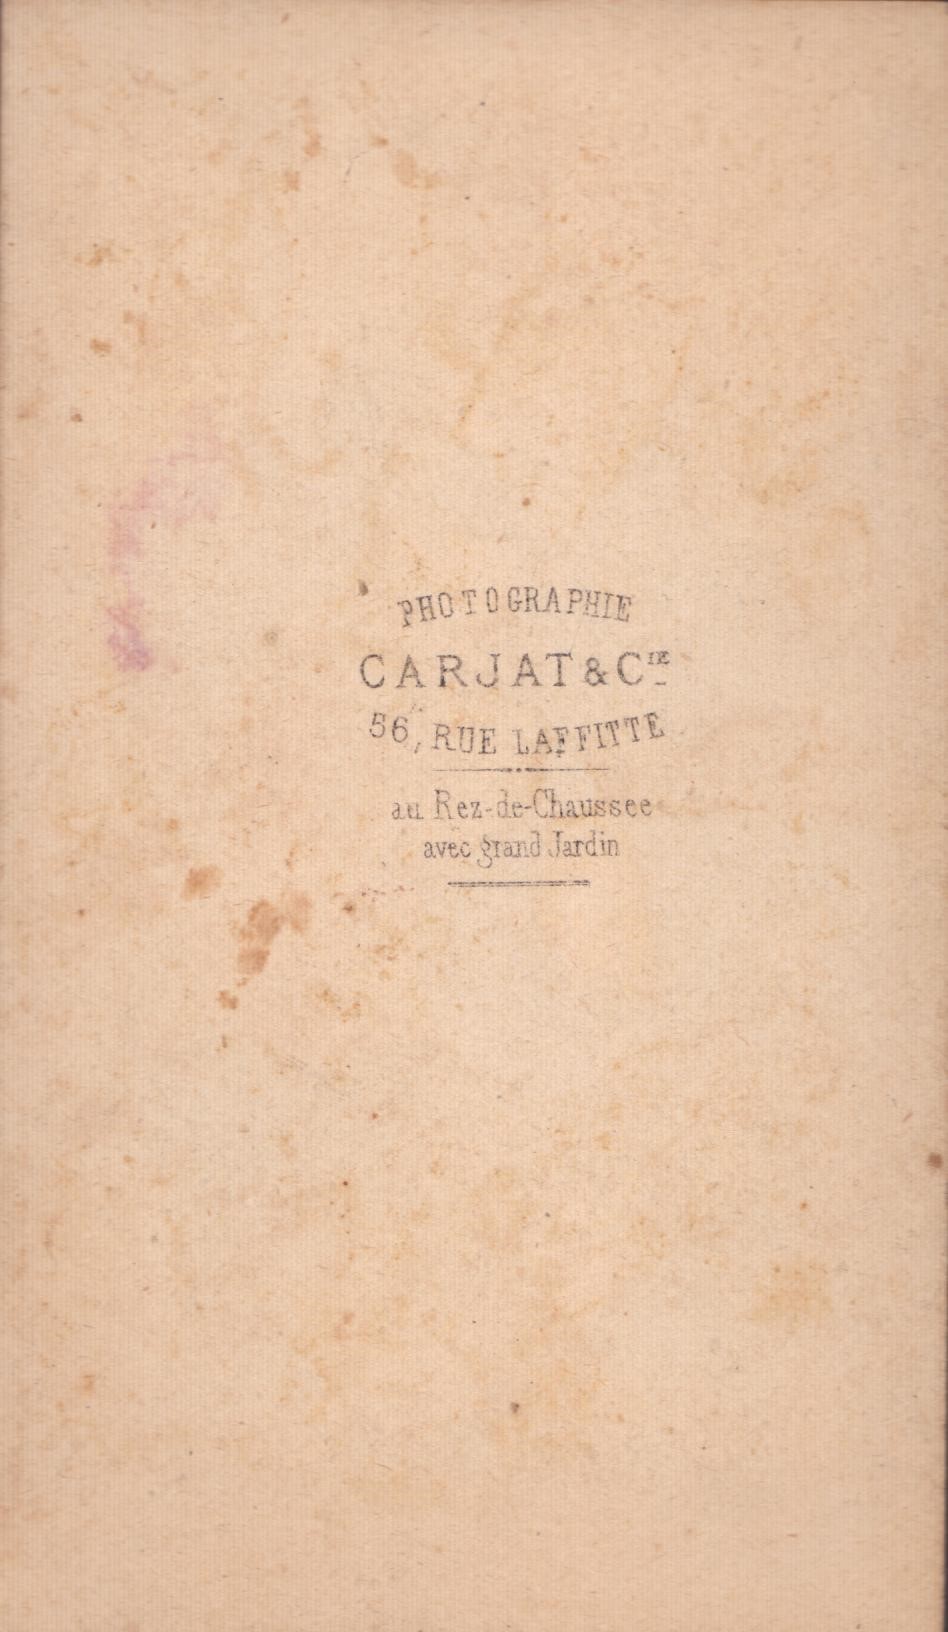 PHOTOGRAPHIE
CARJAT & CIE
56, RUE LAFFITTE
au Rez-de-Chaussee
avec grand Jardin